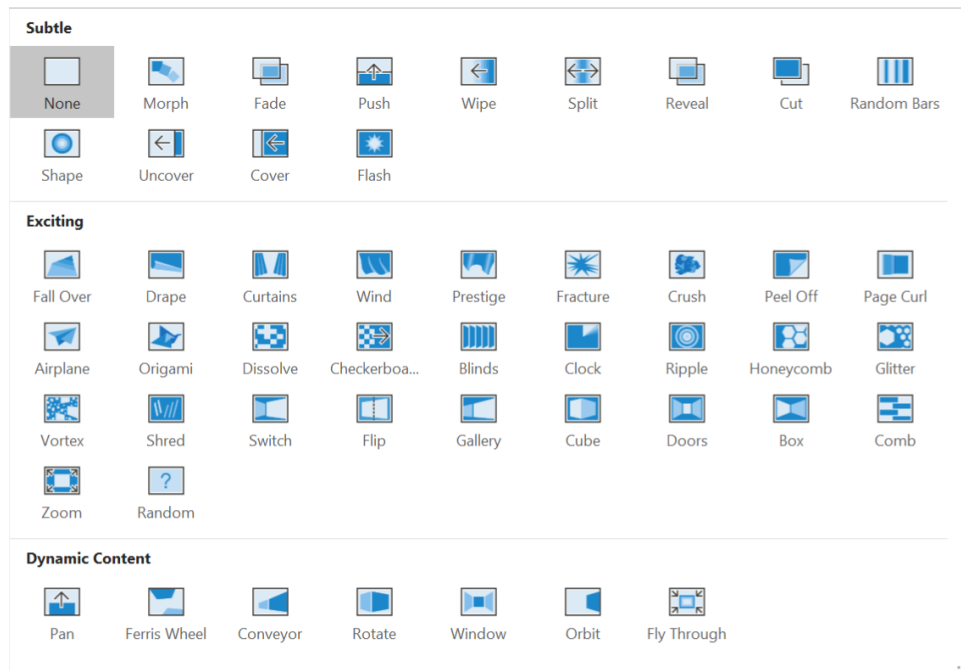 Subtle
None Morph Fade Push Wipe Split Reveal Cut Random Bars
Shape Uncover Cover Flash
Exciting
Fall Over Drape Curtains Wind Prestige Fracture Crush Peel Off Page Curl
Airplane Origami Dissolve Checkerboa... Blinds Clock Ripple Honeycomb Glitter
Vortex Shred Switch Flip Gallery Cube Doors Box Comb
?
Zoom Random
Dynamic Content
Pan Ferris Wheel Conveyor Rotate Window Orbit Fly Through